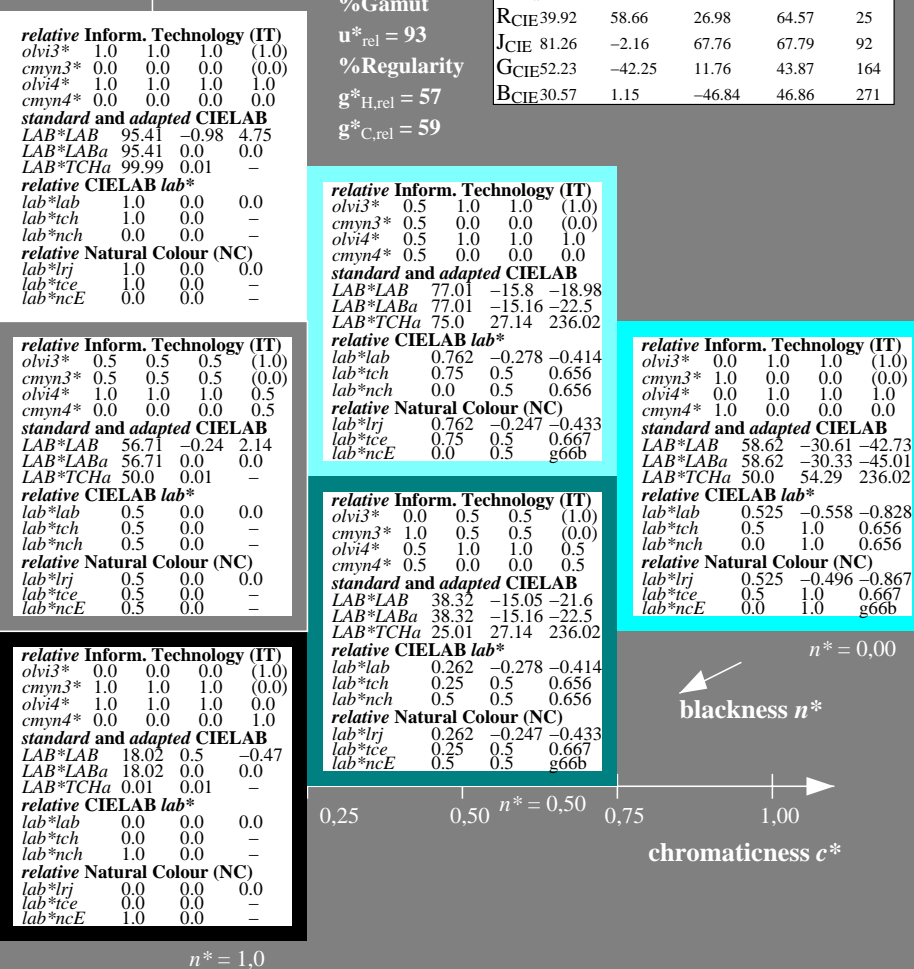 %Gamut
u*rel = 93
%Regularity
g*H,rel = 57
g*C,rel = 59
RCIE 39.92 58.66 26.98 64.57 25
JCIE 81.26 −2.16 67.76 67.79 92
GCIE 52.23 −42.25 11.76 43.87 164
BCIE 30.57 1.15 −46.84 46.86 271
relative Inform. Technology (IT)
olvi3* 1.0 1.0 1.0 (1.0)
cmyn3* 0.0 0.0 0.0 (0.0)
olvi4* 1.0 1.0 1.0 1.0
cmyn4* 0.0 0.0 0.0 0.0
standard and adapted CIELAB
LAB*LAB 95.41 −0.98 4.75
LAB*LABa 95.41 0.0 0.0
LAB*TCHa 99.99 0.01 –
relative CIELAB lab*
lab*lab 1.0 0.0 0.0
lab*tch 1.0 0.0 –
lab*nch 0.0 0.0 –
relative Natural Colour (NC)
lab*lrj 1.0 0.0 0.0
lab*tce 1.0 0.0 –
lab*ncE 0.0 0.0 –
relative Inform. Technology (IT)
olvi3* 0.5 1.0 1.0 (1.0)
cmyn3* 0.5 0.0 0.0 (0.0)
olvi4* 0.5 1.0 1.0 1.0
cmyn4* 0.5 0.0 0.0 0.0
standard and adapted CIELAB
LAB*LAB 77.01 −15.8 −18.98
LAB*LABa 77.01 −15.16 −22.5
LAB*TCHa 75.0 27.14 236.02
relative CIELAB lab*
lab*lab 0.762 −0.278 −0.414
lab*tch 0.75 0.5 0.656
lab*nch 0.0 0.5 0.656
relative Natural Colour (NC)
lab*lrj 0.762 −0.247 −0.433
lab*tce 0.75 0.5 0.667
lab*ncE 0.0 0.5 g66b
relative Inform. Technology (IT)
olvi3* 0.5 0.5 0.5 (1.0)
cmyn3* 0.5 0.5 0.5 (0.0)
olvi4* 1.0 1.0 1.0 0.5
cmyn4* 0.0 0.0 0.0 0.5
standard and adapted CIELAB
LAB*LAB 56.71 −0.24 2.14
LAB*LABa 56.71 0.0 0.0
LAB*TCHa 50.0 0.01 –
relative CIELAB lab*
lab*lab 0.5 0.0 0.0
lab*tch 0.5 0.0 –
lab*nch 0.5 0.0 –
relative Natural Colour (NC)
lab*lrj 0.5 0.0 0.0
lab*tce 0.5 0.0 –
lab*ncE 0.5 0.0 –
relative Inform. Technology (IT)
olvi3* 0.0 1.0 1.0 (1.0)
cmyn3* 1.0 0.0 0.0 (0.0)
olvi4* 0.0 1.0 1.0 1.0
cmyn4* 1.0 0.0 0.0 0.0
standard and adapted CIELAB
LAB*LAB 58.62 −30.61 −42.73
LAB*LABa 58.62 −30.33 −45.01
LAB*TCHa 50.0 54.29 236.02
relative CIELAB lab*
lab*lab 0.525 −0.558 −0.828
lab*tch 0.5 1.0 0.656
lab*nch 0.0 1.0 0.656
relative Natural Colour (NC)
lab*lrj 0.525 −0.496 −0.867
lab*tce 0.5 1.0 0.667
lab*ncE 0.0 1.0 g66b
relative Inform. Technology (IT)
olvi3* 0.0 0.5 0.5 (1.0)
cmyn3* 1.0 0.5 0.5 (0.0)
olvi4* 0.5 1.0 1.0 0.5
cmyn4* 0.5 0.0 0.0 0.5
standard and adapted CIELAB
LAB*LAB 38.32 −15.05 −21.6
LAB*LABa 38.32 −15.16 −22.5
LAB*TCHa 25.01 27.14 236.02
relative CIELAB lab*
lab*lab 0.262 −0.278 −0.414
lab*tch 0.25 0.5 0.656
lab*nch 0.5 0.5 0.656
relative Natural Colour (NC)
lab*lrj 0.262 −0.247 −0.433
lab*tce 0.25 0.5 0.667
lab*ncE 0.5 0.5 g66b
relative Inform. Technology (IT)
olvi3* 0.0 0.0 0.0 (1.0)
cmyn3* 1.0 1.0 1.0 (0.0)
olvi4* 1.0 1.0 1.0 0.0
cmyn4* 0.0 0.0 0.0 1.0
standard and adapted CIELAB
LAB*LAB 18.02 0.5 −0.47
LAB*LABa 18.02 0.0 0.0
LAB*TCHa 0.01 0.01 –
relative CIELAB lab*
lab*lab 0.0 0.0 0.0
lab*tch 0.0 0.0 –
lab*nch 1.0 0.0 –
relative Natural Colour (NC)
lab*lrj 0.0 0.0 0.0
lab*tce 0.0 0.0 –
lab*ncE 1.0 0.0 –
n* = 0,00
blackness n*
0,25 0,50 n* = 0,50 0,75 1,00
chromaticness c*
n* = 1,0